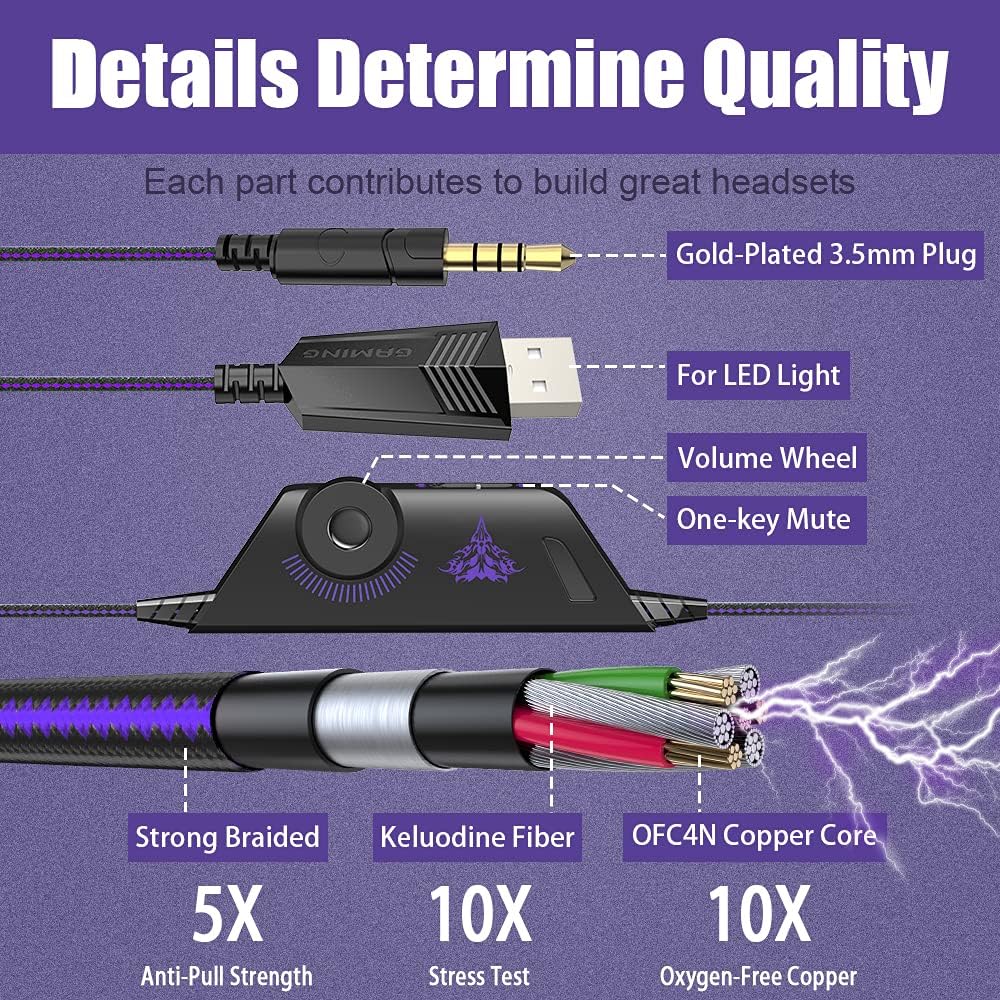 Details Determine Quality
Each part contributes to build great headsets
Gold-Plated 3.5mm Plug
GAMING
For LED Light
Volume Wheel
One-key Mute
Strong Braided
Keluodine Fiber
OFC4N Copper Core
5X
10X
10X
Anti-Pull Strength
Stress Test
Oxygen-Free Copper